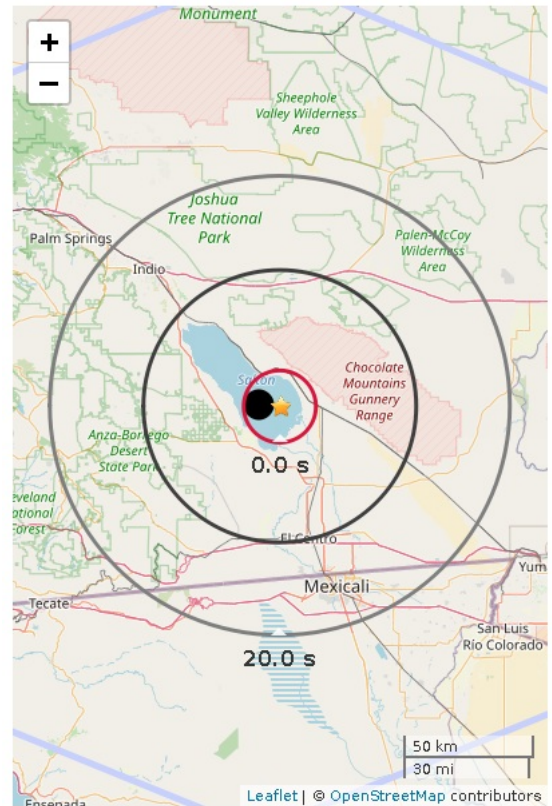 Monument
+
−
Sheephole
Valley Wilderness
Area
Joshua
Tree National
Park
Palm Springs
Palen-McCoy
Wilderness
Area
Indio
Salton
Chocolate
Mountains
Gunnery
Range
Anza-Borrego
Desert
State Park
0.0 s
eveland
ational
orest
El Centro
Yum
Mexicali
Tecate
San Luis
Río Colorado
20.0 s
50 km
30 mi
Ensenada
Leaflet | © OpenStreetMap contributors